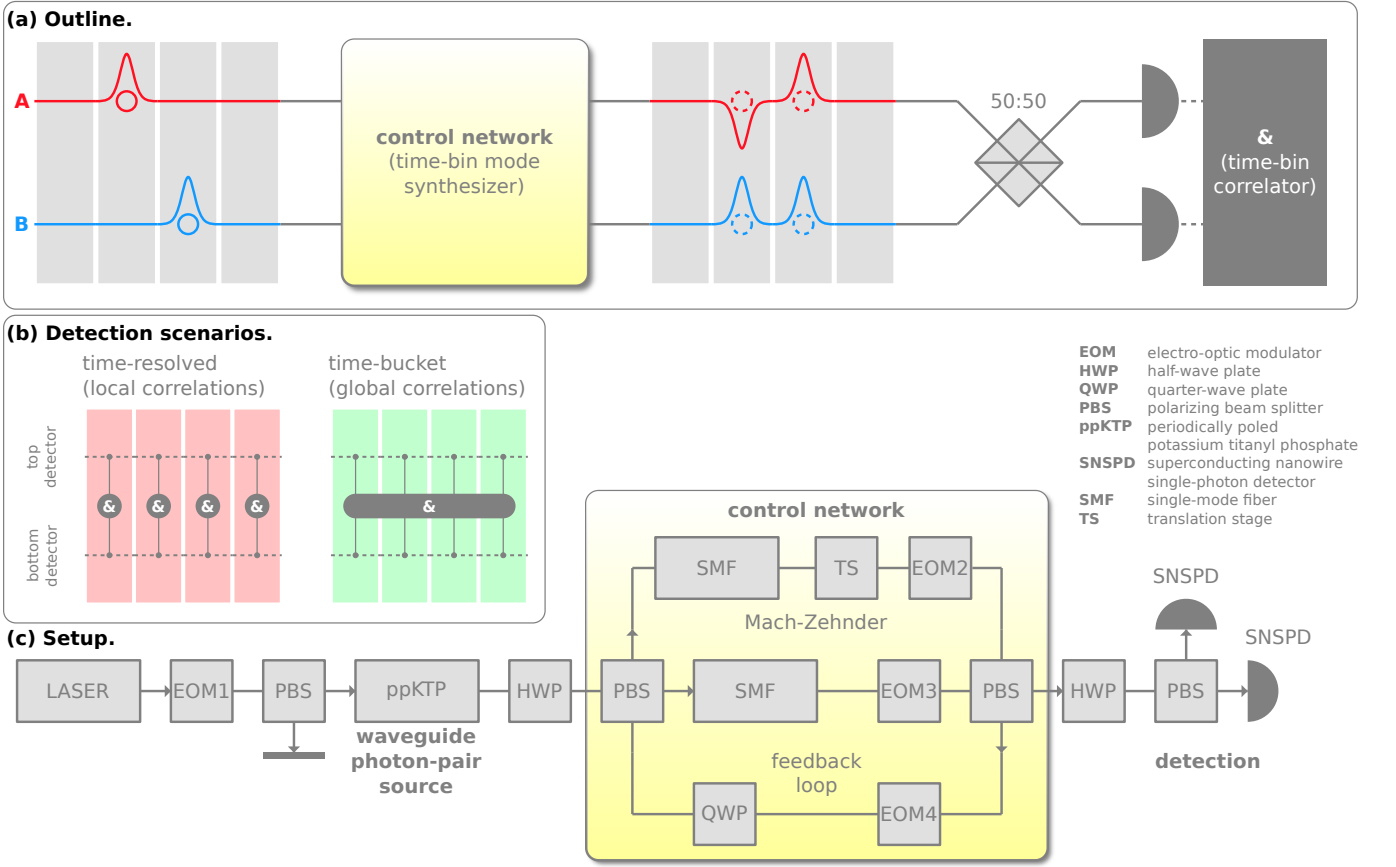 (a) Outline.
A
B
control network
(time-bin mode
synthesizer)
50:50
&
(time-bin
correlator)
(b) Detection scenarios.
time-resolved
(local correlations)
time-bucket
(global correlations)
top
detector
bottom
detector
& & & &
&
EOM electro-optic modulator
HWP half-wave plate
QWP quarter-wave plate
PBS polarizing beam splitter
ppKTP periodically poled
potassium titanyl phosphate
SNSPD superconducting nanowire
single-photon detector
SMF single-mode fiber
TS translation stage
(c) Setup.
control network
SMF TS EOM2
Mach-Zehnder
SNSPD
SNSPD
LASER EOM1 PBS ppKTP HWP PBS SMF EOM3 PBS HWP PBS
waveguide
photon-pair
source
feedback
loop
QWP EOM4
detection